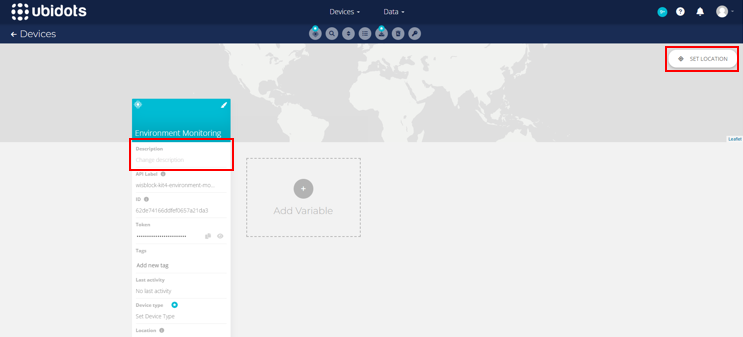 ubidots
Devices
Data
Devices
SET LOCATION
Leaflet
Environment Monitoring
Description
Change description
API Label
wisblock-kit4-environment-mo...
ID
62de74166ddfef0657a21da3
Token
Tags
Add new tag
Last activity
No last activity
Device type
Set Device Type
Location
Add Variable